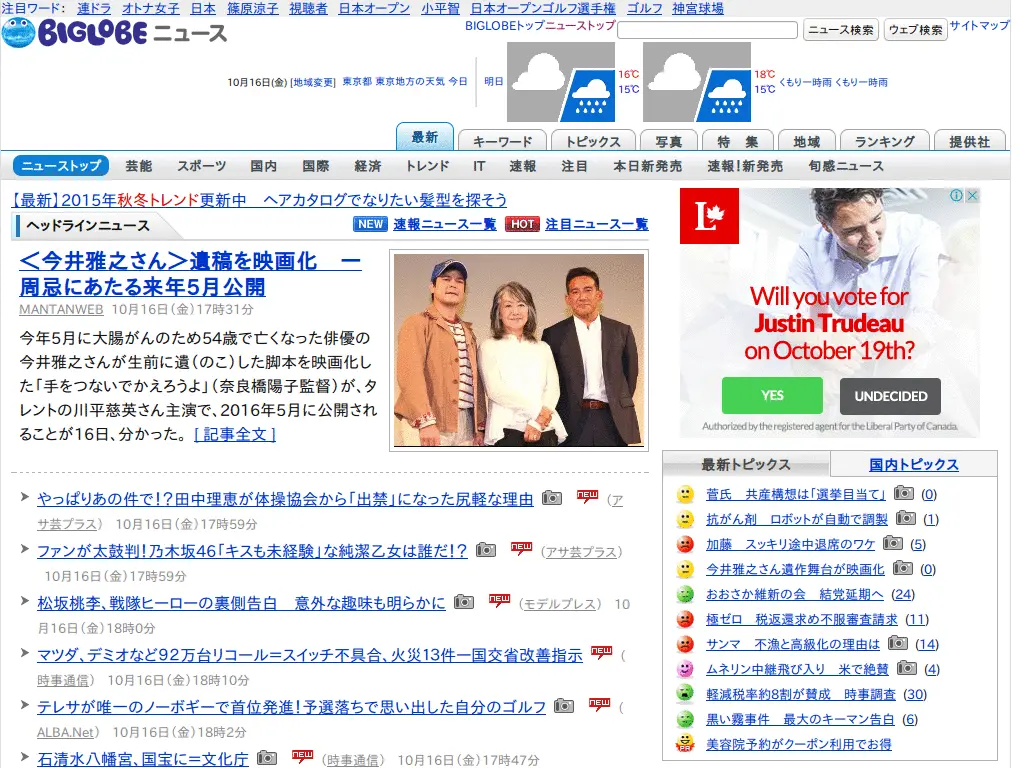 注目ワード: 連ドラ オトナ女子 日本 篠原涼子 視聴者 日本オープン 小平智 日本オープンゴルフ選手権 ゴルフ 神宮球場
BIGLOBE ニュース
BIGLOBEトップニューストップ ニュース検索 ウェブ検索 サイトマップ
10月16日(金) [地域変更] 東京都 東京地方の天気 今日 16℃ 15℃ 明日 18℃ 15℃ くもり一時雨 くもり一時雨
最新 キーワード トピックス 写真 特 集 地域 ランキング 提供社
ニューストップ 芸能 スポーツ 国内 国際 経済 トレンド IT 速報 注目 本日新発売 速報!新発売 旬感ニュース
【最新】2015年秋冬トレンド更新中 ヘアカタログでなりたい髪型を探そう
ヘッドラインニュース NEW 速報ニュース一覧 HOT 注目ニュース一覧
＜今井雅之さん＞遺稿を映画化 一
周忌にあたる来年5月公開
MANTANWEB 10月16日(金)17時31分
今年5月に大腸がんのため54歳で亡くなった俳優の
今井雅之さんが生前に遺(のこ)した脚本を映画化し
た「手をつないでかえろうよ」(奈良橋陽子監督)が、タ
レントの川平慈英さん主演で、2016年5月に公開され
ることが16日、分かった。 [ 記事全文 ]
やっぱりあの件で!?田中理恵が体操協会から「出禁」になった尻軽な理由 NEW (ア
サ芸プラス) 10月16日(金)17時59分
ファンが太鼓判!乃木坂46「キスも未経験」な純潔乙女は誰だ!? NEW (アサ芸プラス)
10月16日(金)17時59分
松坂桃李、戦隊ヒーローの裏側告白 意外な趣味も明らかに NEW (モデルプレス) 10
月16日(金)18時0分
マツダ、デミオなど92万台リコール＝スイッチ不具合、火災13件—国交省改善指示 NEW (
時事通信) 10月16日(金)18時10分
テレサが唯一のノーボギーで首位発進!予選落ちで思い出した自分のゴルフ NEW (
ALBA.Net) 10月16日(金)18時2分
石清水八幡宮、国宝に＝文化庁 NEW (時事通信) 10月16日(金)17時47分
L
Will you vote for
Justin Trudeau
on October 19th?
YES UNDECIDED
Authorized by the registered agent for the Liberal Party of Canada.
最新トピックス 国内トピックス
菅氏 共産構想は「選挙目当て」 (0)
抗がん剤 ロボットが自動で調製 (1)
加藤 スッキリ途中退席のワケ (5)
今井雅之さん遺作舞台が映画化 (0)
おおさか維新の会 結党延期へ (24)
極ゼロ 税返還求め不服審査請求 (11)
サンマ 不漁と高級化の理由は (14)
ムネリン中継飛び入り 米で絶賛 (4)
軽減税率約8割が賛成 時事調査 (30)
黒い霧事件 最大のキーマン告白 (6)
PR 美容院予約がクーポン利用でお得